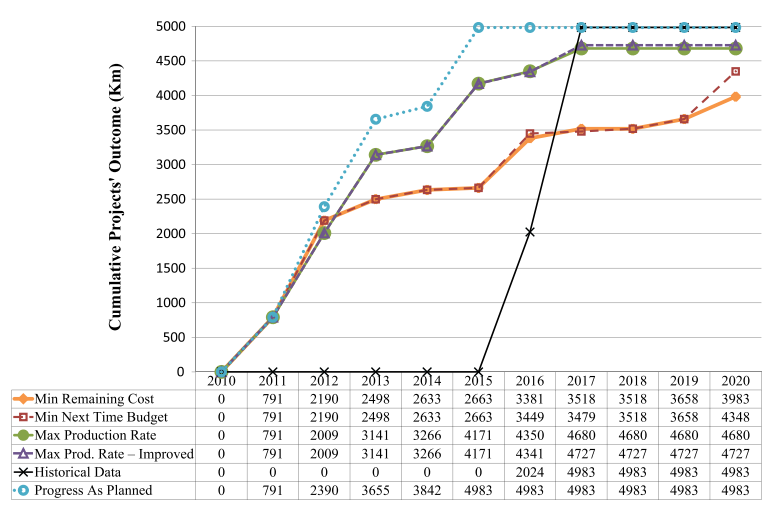 Cumulative Projects' Outcome (Km)
5000
4500
4000
3500
3000
2500
2000
1500
1000
500
0
2010 2011 2012 2013 2014 2015 2016 2017 2018 2019 2020
Min Remaining Cost 0 791 2190 2498 2633 2663 3381 3518 3518 3658 3983
Min Next Time Budget 0 791 2190 2498 2633 2663 3449 3479 3518 3658 4348
Max Production Rate 0 791 2009 3141 3266 4171 4350 4680 4680 4680 4680
Max Prod. Rate – Improved 0 791 2009 3141 3266 4171 4341 4727 4727 4727 4727
Historical Data 0 0 0 0 0 0 2024 4983 4983 4983 4983
Progress As Planned 0 791 2390 3655 3842 4983 4983 4983 4983 4983 4983